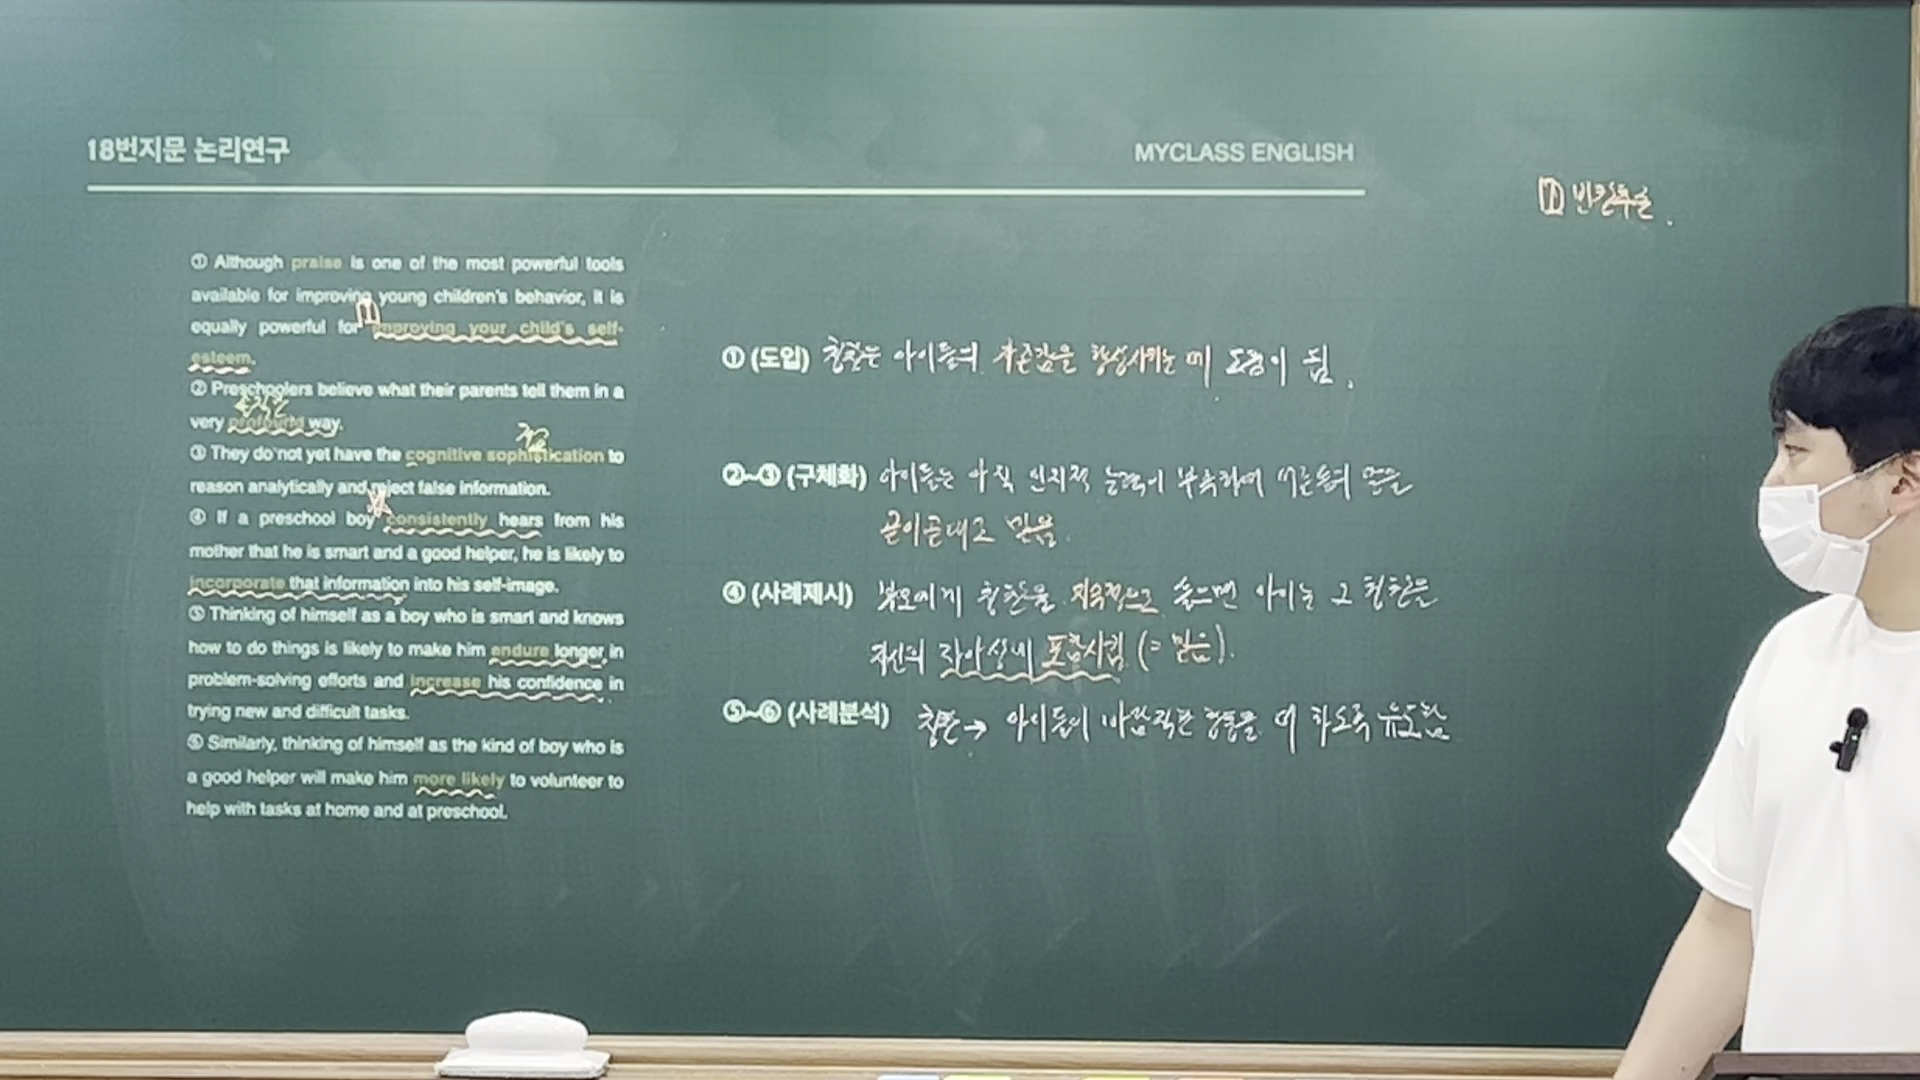 18번지문 논리연구
MYCLASS ENGLISH
1 빈칸추론.
① Although praise is one of the most powerful tools
available for improving young children's behavior, it is
equally powerful for improving your child's self-
esteem.
② Preschoolers believe what their parents tell them in a
very profound way.
③ They do not yet have the cognitive sophistication to
reason analytically and reject false information.
④ If a preschool boy consistently hears from his
mother that he is smart and a good helper, he is likely to
incorporate that information into his self-image.
⑤ Thinking of himself as a boy who is smart and knows
how to do things is likely to make him endure longer in
problem-solving efforts and increase his confidence in
trying new and difficult tasks.
⑥ Similarly, thinking of himself as the kind of boy who is
a good helper will make him more likely to volunteer to
help with tasks at home and at preschool.
1
① (도입) 칭찬은 아이들의 자존감을 향상시키는 데 도움이 됨.
②~③ (구체화) 아이들은 아직 인지적 능력이 부족하여 부모님의 말을
곧이곧대로 믿음.
④ (사례제시) 부모에게 칭찬을 지속적으로 들으면 아이는 그 칭찬을
자신의 자아상에 포함시킴 (= 믿음).
⑤~⑥ (사례분석) 칭찬 → 아이들이 바람직한 행동을 더 하도록 유도함